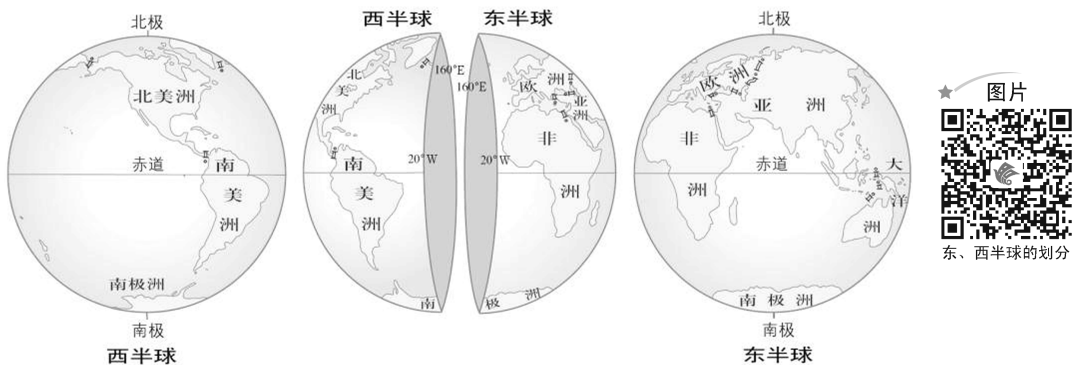 北极
北美洲
赤道
南
美
洲
南极洲
南极
西半球
西半球
东半球
北
美
洲
160°E
160°E
20°W
20°W
南
美
洲
南
欧
洲
亚
洲
非
洲
极
洲
北极
欧
洲
亚
洲
非
赤道
洲
大
洋
洲
南极洲
南极
东半球
图片
东、西半球的划分